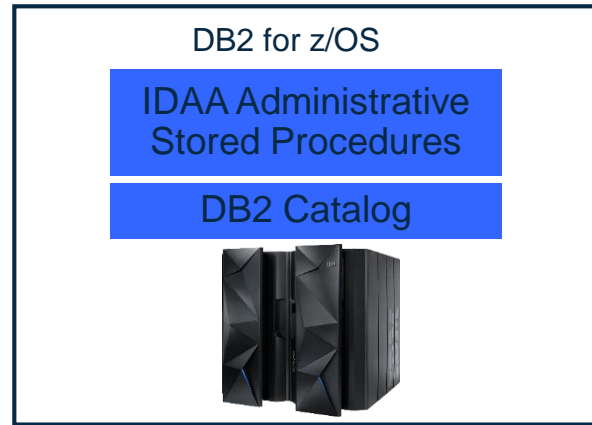 DB2 for z/OS
IDAA Administrative
Stored Procedures
DB2 Catalog